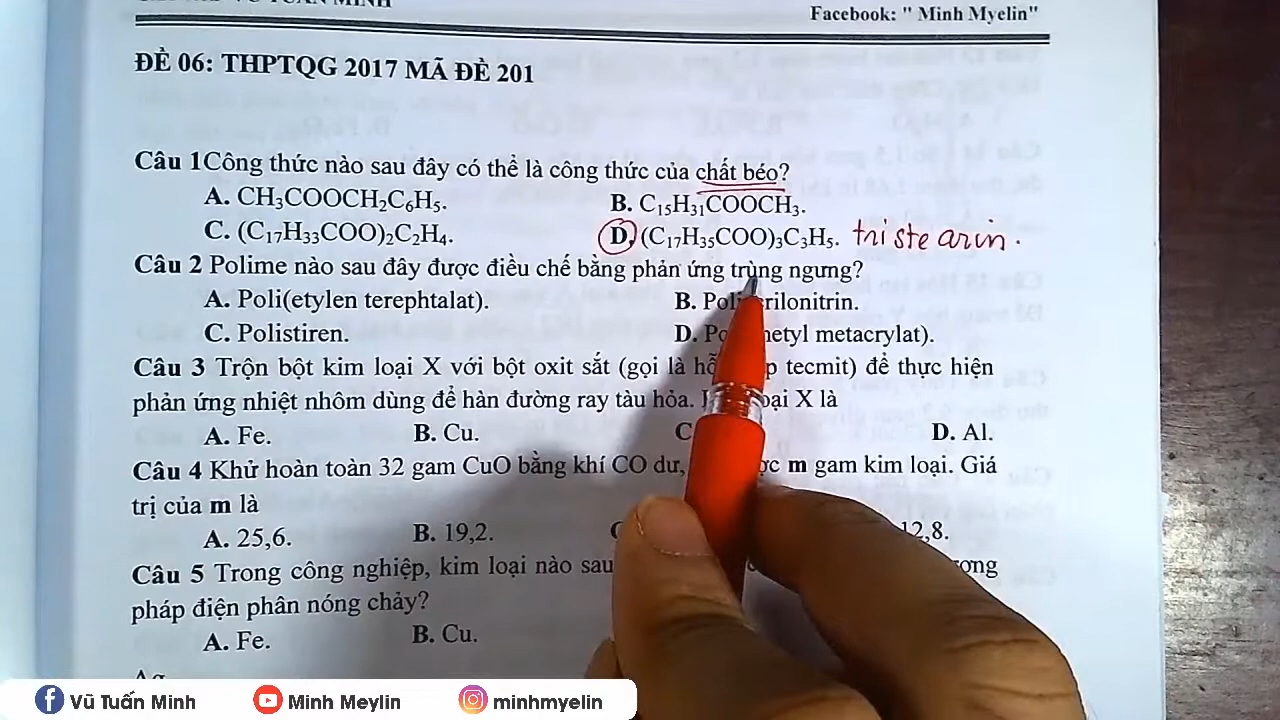 Facebook: " Minh Myelin"
ĐỀ 06: THPTQG 2017 MÃ ĐỀ 201
Câu 1Công thức nào sau đây có thể là công thức của chất béo?
A. CH₃COOCH₂C₆H₅. B. C₁₅H₃₁COOCH₃.
C. (C₁₇H₃₃COO)₂C₂H₄. D. (C₁₇H₃₅COO)₃C₃H₅. tristearin.
Câu 2 Polime nào sau đây được điều chế bằng phản ứng trùng ngưng?
A. Poli(etylen terephtalat). B.
C. Polistiren. D. metacrylat).
Câu 3 Trộn bột kim loại X với bột oxit sắt (gọi là tecmit) để thực hiện
phản ứng nhiệt nhôm dùng để hàn đường ray tàu hỏa. X là
A. Fe. B. Cu. C D. Al.
Câu 4 Khử hoàn toàn 32 gam CuO bằng khí CO dư, m gam kim loại. Giá
trị của m là
A. 25,6. B. 19,2. 12,8.
Câu 5 Trong công nghiệp, kim loại nào sau
pháp điện phân nóng chảy?
A. Fe. B. Cu.
Vũ Tuấn Minh Minh Meylin minhmyelin